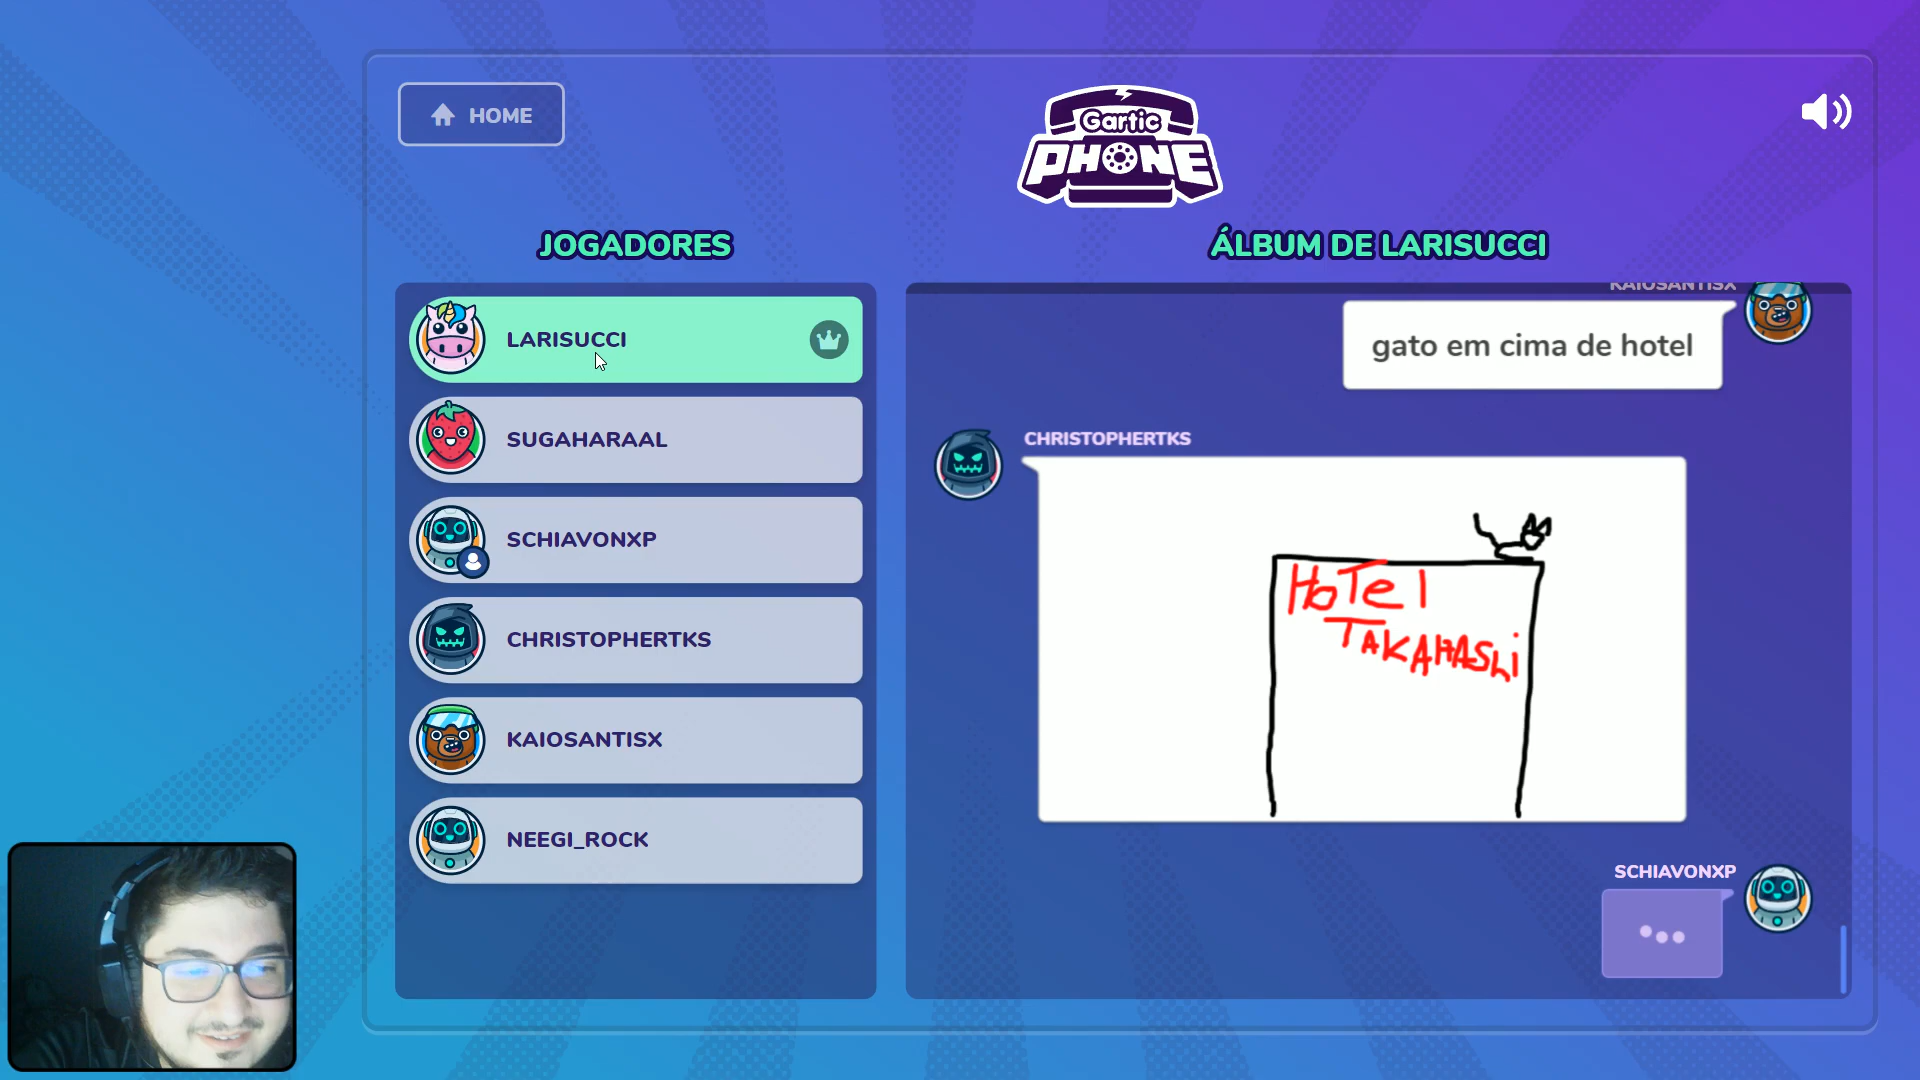 HOME
Gartic
PHONE
JOGADORES
ÁLBUM DE LARISUCCI
LARISUCCI
SUGAHARAAL
SCHIAVONXP
CHRISTOPHERTKS
KAIOSANTISX
NEEGI_ROCK
KAIOSANTISX
gato em cima de hotel
CHRISTOPHERTKS
HoTel
TAKAHAShi
SCHIAVONXP